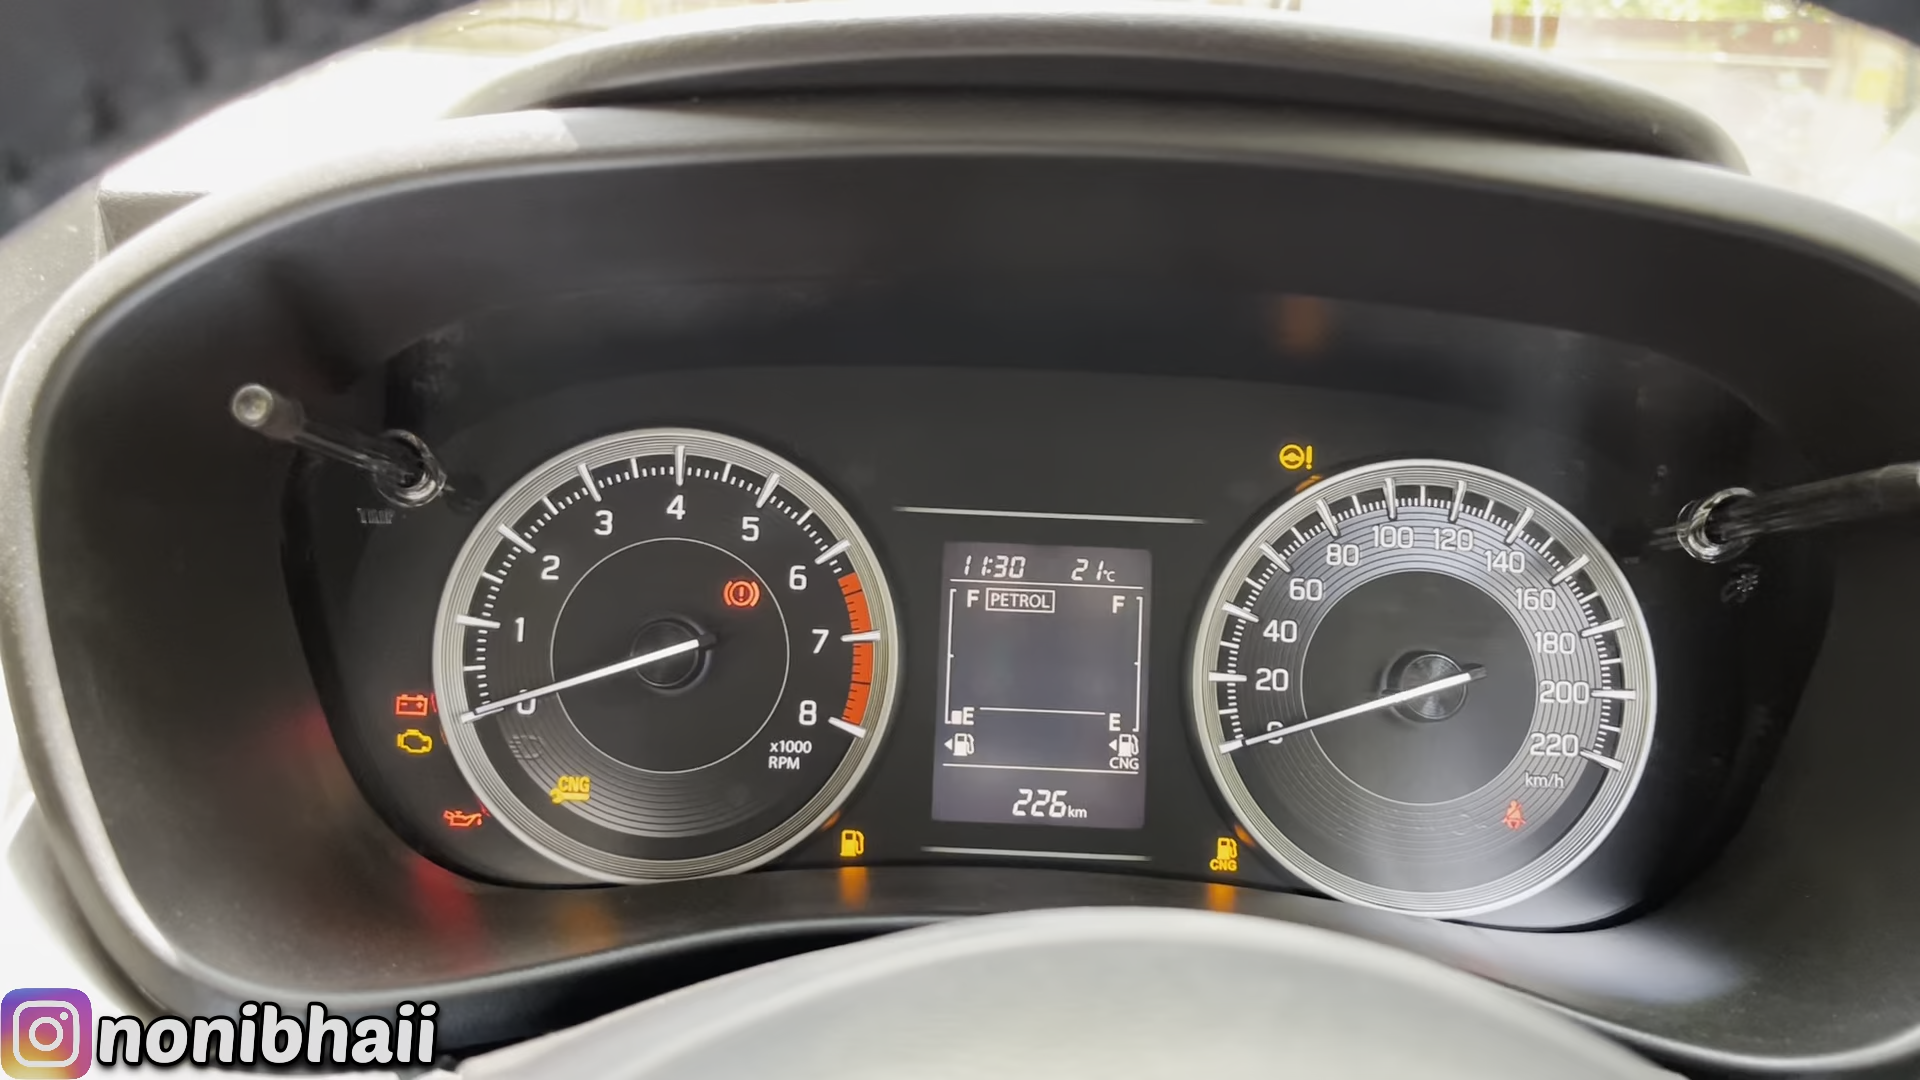 TRIP
0 1 2 3 4 5 6 7 8
x1000
RPM
CNG
11:30 21°C
F PETROL F
E E
CNG
226km
CNG
0 20 40 60 80 100 120 140 160 180 200 220
km/h
nonibhaii